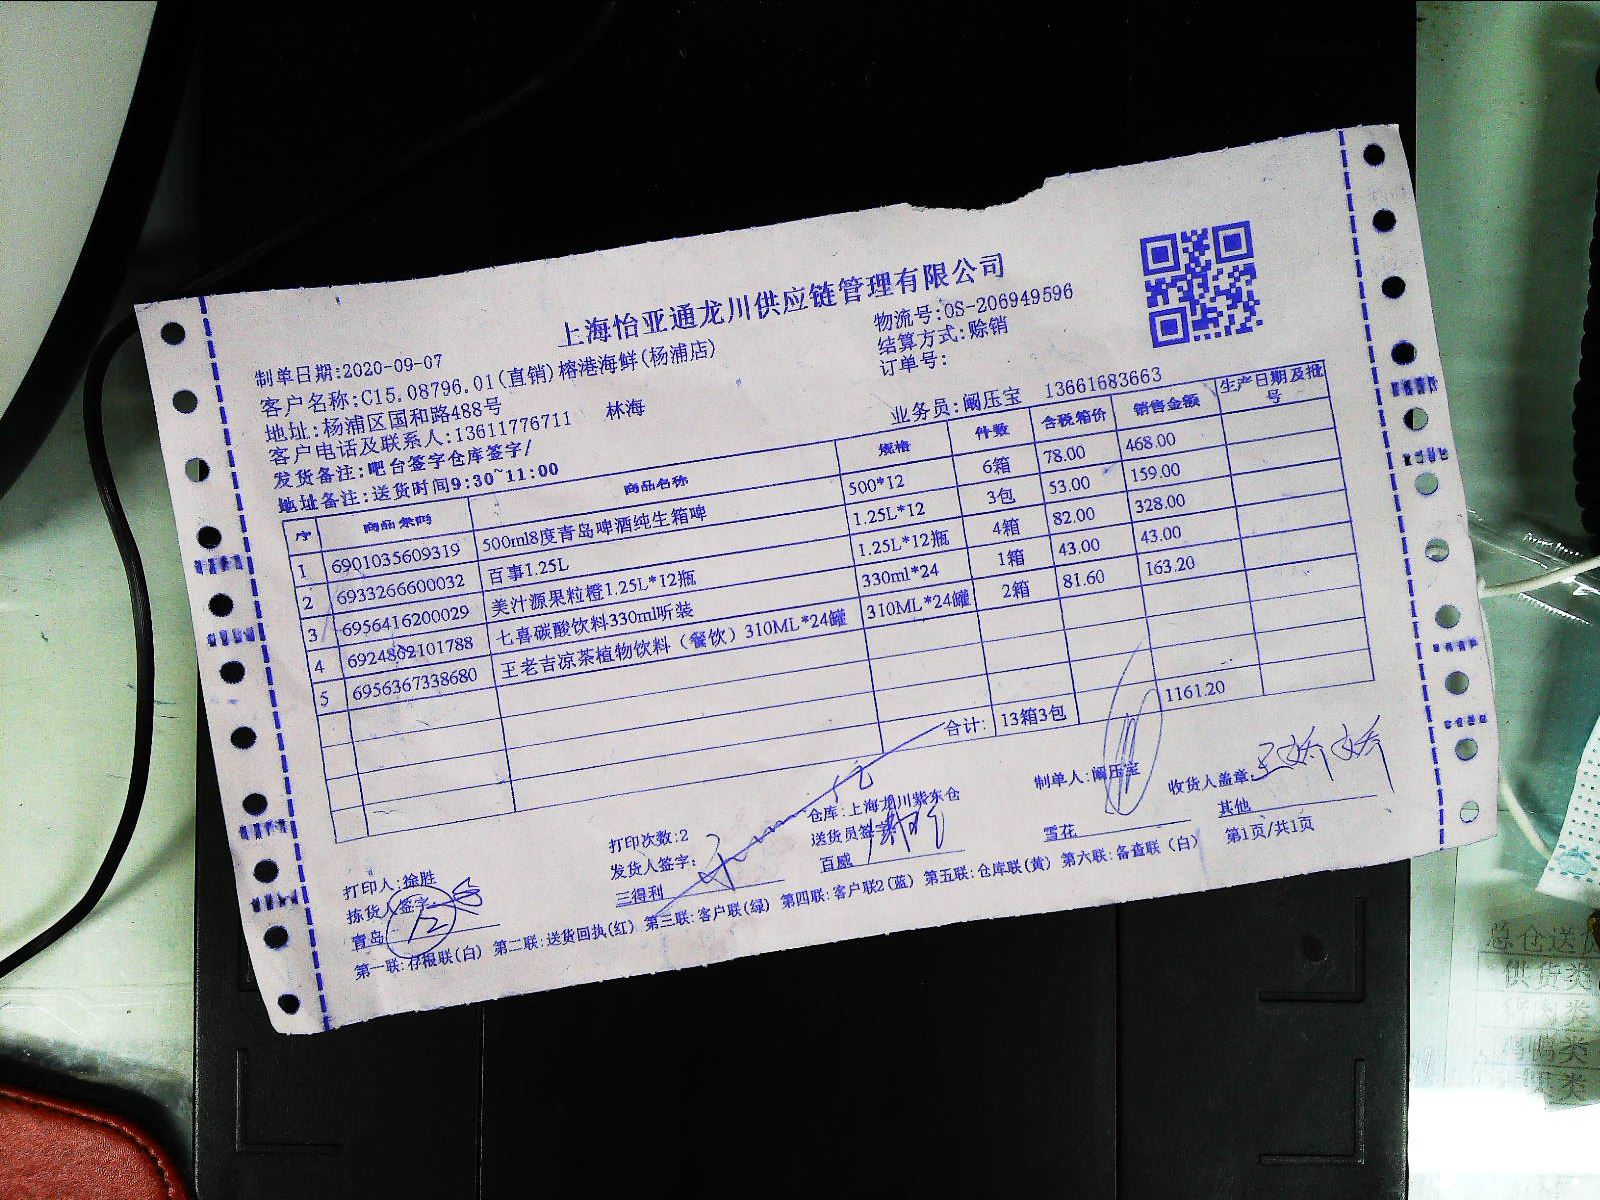 上海怡亚通龙川供应链管理有限公司
制单日期:2020-09-07
物流号:OS-206949596
客户名称:C15.08796.01(直销)榕港海鲜(杨浦店)
结算方式:赊销
地址:杨浦区国和路488号
订单号:
客户电话及联系人:13611776711 林海
发货备注:吧台签字仓库签字/
业务员:阚压宝 13661683663
地址备注:送货时间9:30~11:00
序 商品条码 商品名称 规格 件数 含税箱价 销售金额 生产日期及批号
1 6901035609319 500ml8度青岛啤酒纯生箱啤 500*12 6箱 78.00 468.00
2 6933266600032 百事1.25L 1.25L*12 3包 53.00 159.00
3 6956416200029 美汁源果粒橙1.25L*12瓶 1.25L*12瓶 4箱 82.00 328.00
4 6924862101788 七喜碳酸饮料330ml听装 330ml*24 1箱 43.00 43.00
5 6956367338680 王老吉凉茶植物饮料（餐饮）310ML*24罐 310ML*24罐 2箱 81.60 163.20
合计: 13箱3包 1161.20
打印人:徐胜 打印次数:2 仓库:上海龙川紫东仓 制单人:阚压宝 收货人盖章:
拣货人签字: 发货人签字: 送货员签字
青岛 12 三得利 百威 雪花 其他
第一联:存根联(白) 第二联:送货回执(红) 第三联:客户联(绿) 第四联:客户联2(蓝) 第五联:仓库联(黄) 第六联:备查联（白） 第1页/共1页
总仓送货
供货类